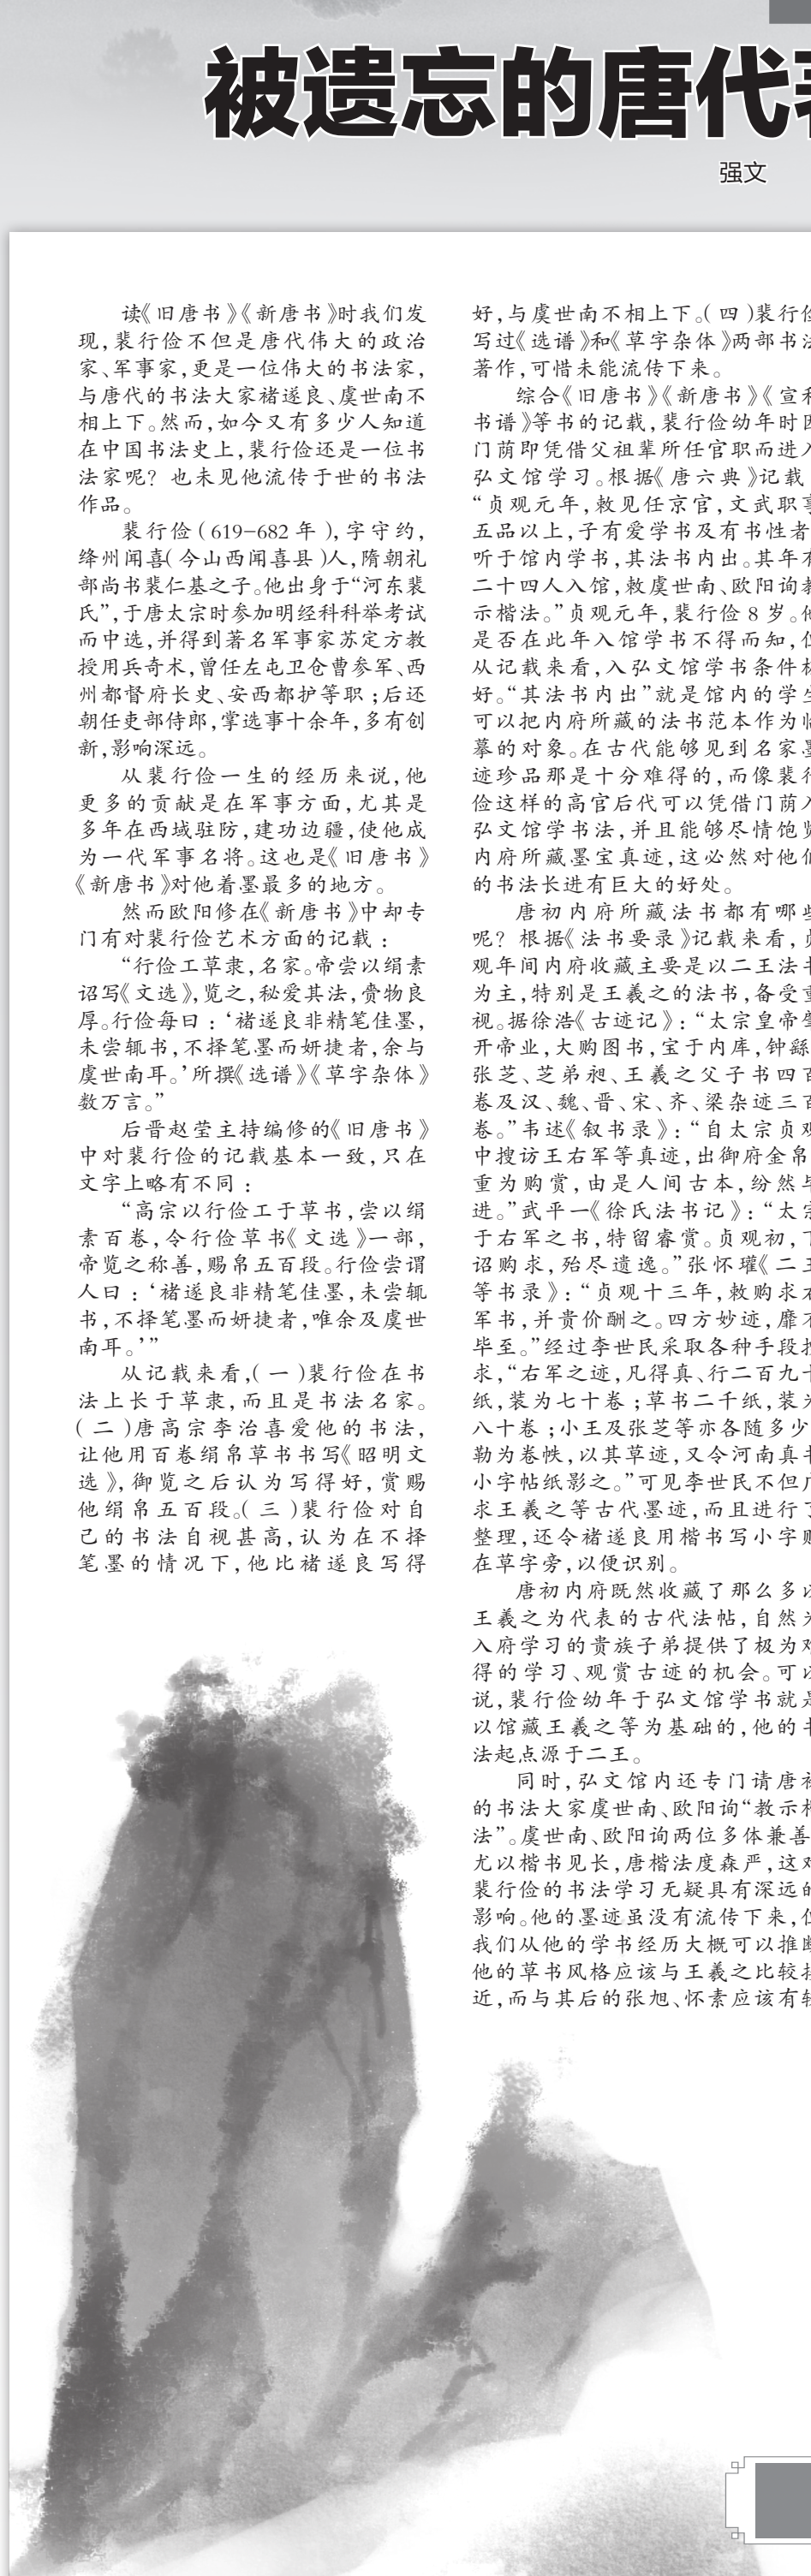 被遗忘的唐代
强文
读《旧唐书》《新唐书》时我们发
现,裴行俭不但是唐代伟大的政治
家、军事家,更是一位伟大的书法家,
与唐代的书法大家褚遂良、虞世南不
相上下。然而,如今又有多少人知道
在中国书法史上,裴行俭还是一位书
法家呢?也未见他流传于世的书法
作品。
裴行俭(619-682年),字守约,
绛州闻喜(今山西闻喜县)人,隋朝礼
部尚书裴仁基之子。他出身于“河东裴
氏”,于唐太宗时参加明经科科举考试
而中选,并得到著名军事家苏定方教
授用兵奇术,曾任左屯卫仓曹参军、西
州都督府长史、安西都护等职;后还
朝任吏部侍郎,掌选事十余年,多有创
新,影响深远。
从裴行俭一生的经历来说,他
更多的贡献是在军事方面,尤其是
多年在西域驻防,建功边疆,使他成
为一代军事名将。这也是《旧唐书》
《新唐书》对他着墨最多的地方。
然而欧阳修在《新唐书》中却专
门有对裴行俭艺术方面的记载:
“行俭工草隶,名家。帝尝以绢素
诏写《文选》,览之,秘爱其法,赍物良
厚。行俭每曰:‘褚遂良非精笔佳墨,
未尝辄书,不择笔墨而妍捷者,余与
虞世南耳。’所撰《选谱》《草字杂体》
数万言。”
后晋赵莹主持编修的《旧唐书》
中对裴行俭的记载基本一致,只在
文字上略有不同:
“高宗以行俭工于草书,尝以绢
素百卷,令行俭草书《文选》一部,
帝览之称善,赐帛五百段。行俭尝谓
人曰:‘褚遂良非精笔佳墨,未尝辄
书,不择笔墨而妍捷者,唯余及虞世
南耳。’”
从记载来看,(一)裴行俭在书
法上长于草隶,而且是书法名家。
(二)唐高宗李治喜爱他的书法,
让他用百卷绢帛草书书写《昭明文
选》,御览之后认为写得好,赏赐
他绢帛五百段。(三)裴行俭对自
己的书法自视甚高,认为在不择
笔墨的情况下,他比褚遂良写得
好,与虞世南不相上下。(四)裴行俭
写过《选谱》和《草字杂体》两部书法
著作,可惜未能流传下来。
综合《旧唐书》《新唐书》《宣和
书谱》等书的记载,裴行俭幼年时因
门荫即凭借父祖辈所任官职而进入
弘文馆学习。根据《唐六典》记载
“贞观元年,敕见任京官,文武职事
五品以上,子有爱学书及有书性者
听于馆内学书,其法书内出。其年有
二十四人入馆,敕虞世南、欧阳询教
示楷法。”贞观元年,裴行俭8岁。他
是否在此年入馆学书不得而知,但
从记载来看,入弘文馆学书条件极
好。“其法书内出”就是馆内的学生
可以把内府所藏的法书范本作为临
摹的对象。在古代能够见到名家墨
迹珍品那是十分难得的,而像裴行
俭这样的高官后代可以凭借门荫入
弘文馆学书法,并且能够尽情饱览
内府所藏墨宝真迹,这必然对他们
的书法长进有巨大的好处。
唐初内府所藏法书都有哪些
呢?根据《法书要录》记载来看,贞
观年间内府收藏主要是以二王法书
为主,特别是王羲之的法书,备受重
视。据徐浩《古迹记》:“太宗皇帝肇
开帝业,大购图书,宝于内库,钟繇
张芝、芝弟昶、王羲之父子书四百
卷及汉、魏、晋、宋、齐、梁杂迹三百
卷。”韦述《叙书录》:“自太宗贞观
中搜访王右军等真迹,出御府金帛
重为购赏,由是人间古本,纷然毕
进。”武平一《徐氏法书记》:“太宗
于右军之书,特留睿赏。贞观初,下
诏购求,殆尽遗逸。”张怀瓘《二王
等书录》:“贞观十三年,敕购求右
军书,并贵价酬之。四方妙迹,靡不
毕至。”经过李世民采取各种手段搜
求,“右军之迹,凡得真、行二百九十
纸,装为七十卷;草书二千纸,装为
八十卷;小王及张芝等亦各随多少
勒为卷帙,以其草迹,又令河南真书
小字帖纸影之。”可见李世民不但广
求王羲之等古代墨迹,而且进行了
整理,还令褚遂良用楷书写小字贴
在草字旁,以便识别。
唐初内府既然收藏了那么多以
王羲之为代表的古代法帖,自然为
入府学习的贵族子弟提供了极为难
得的学习、观赏古迹的机会。可以
说,裴行俭幼年于弘文馆学书就是
以馆藏王羲之等为基础的,他的书
法起点源于二王。
同时,弘文馆内还专门请唐初
的书法大家虞世南、欧阳询“教示楷
法”。虞世南、欧阳询两位多体兼善
尤以楷书见长,唐楷法度森严,这对
裴行俭的书法学习无疑具有深远的
影响。他的墨迹虽没有流传下来,但
我们从他的学书经历大概可以推断
他的草书风格应该与王羲之比较接
近,而与其后的张旭、怀素应该有较